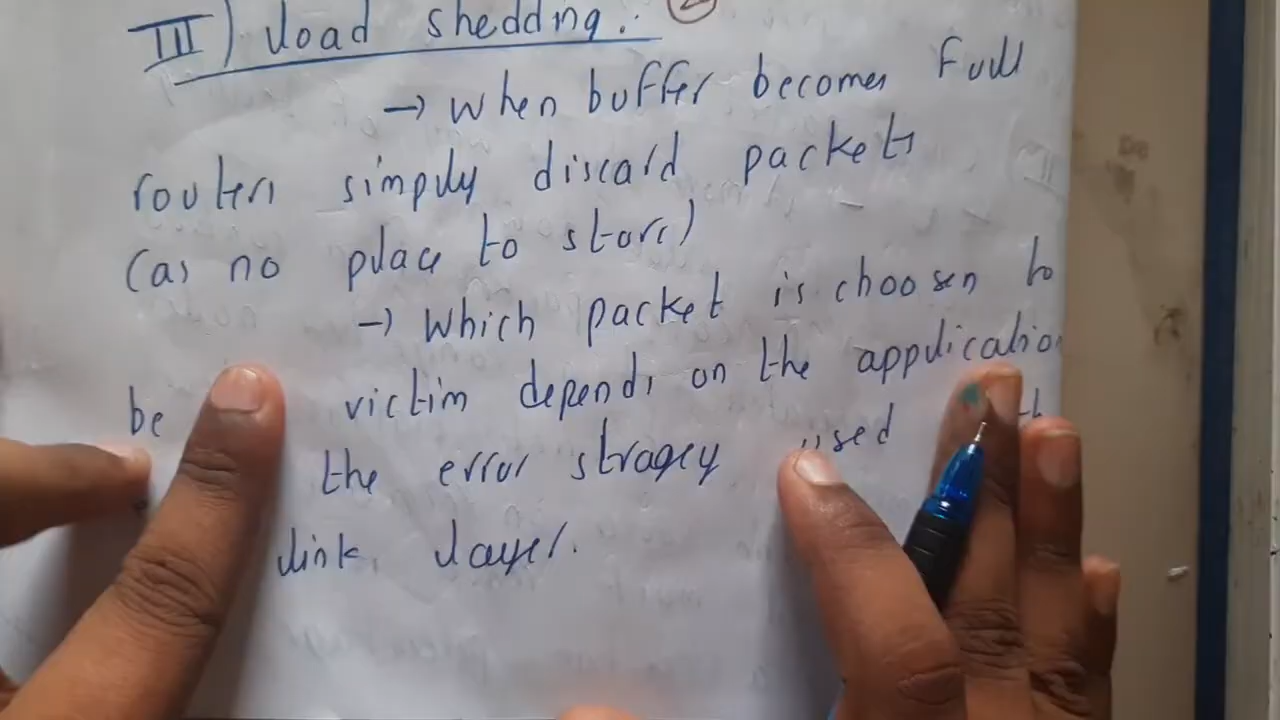 III) Load shedding:
→ When buffer becomes full
routers simply discard packets
(as no place to store)
→ Which packet is choosen to
be victim depends on the application
the error stragey used
link layer.